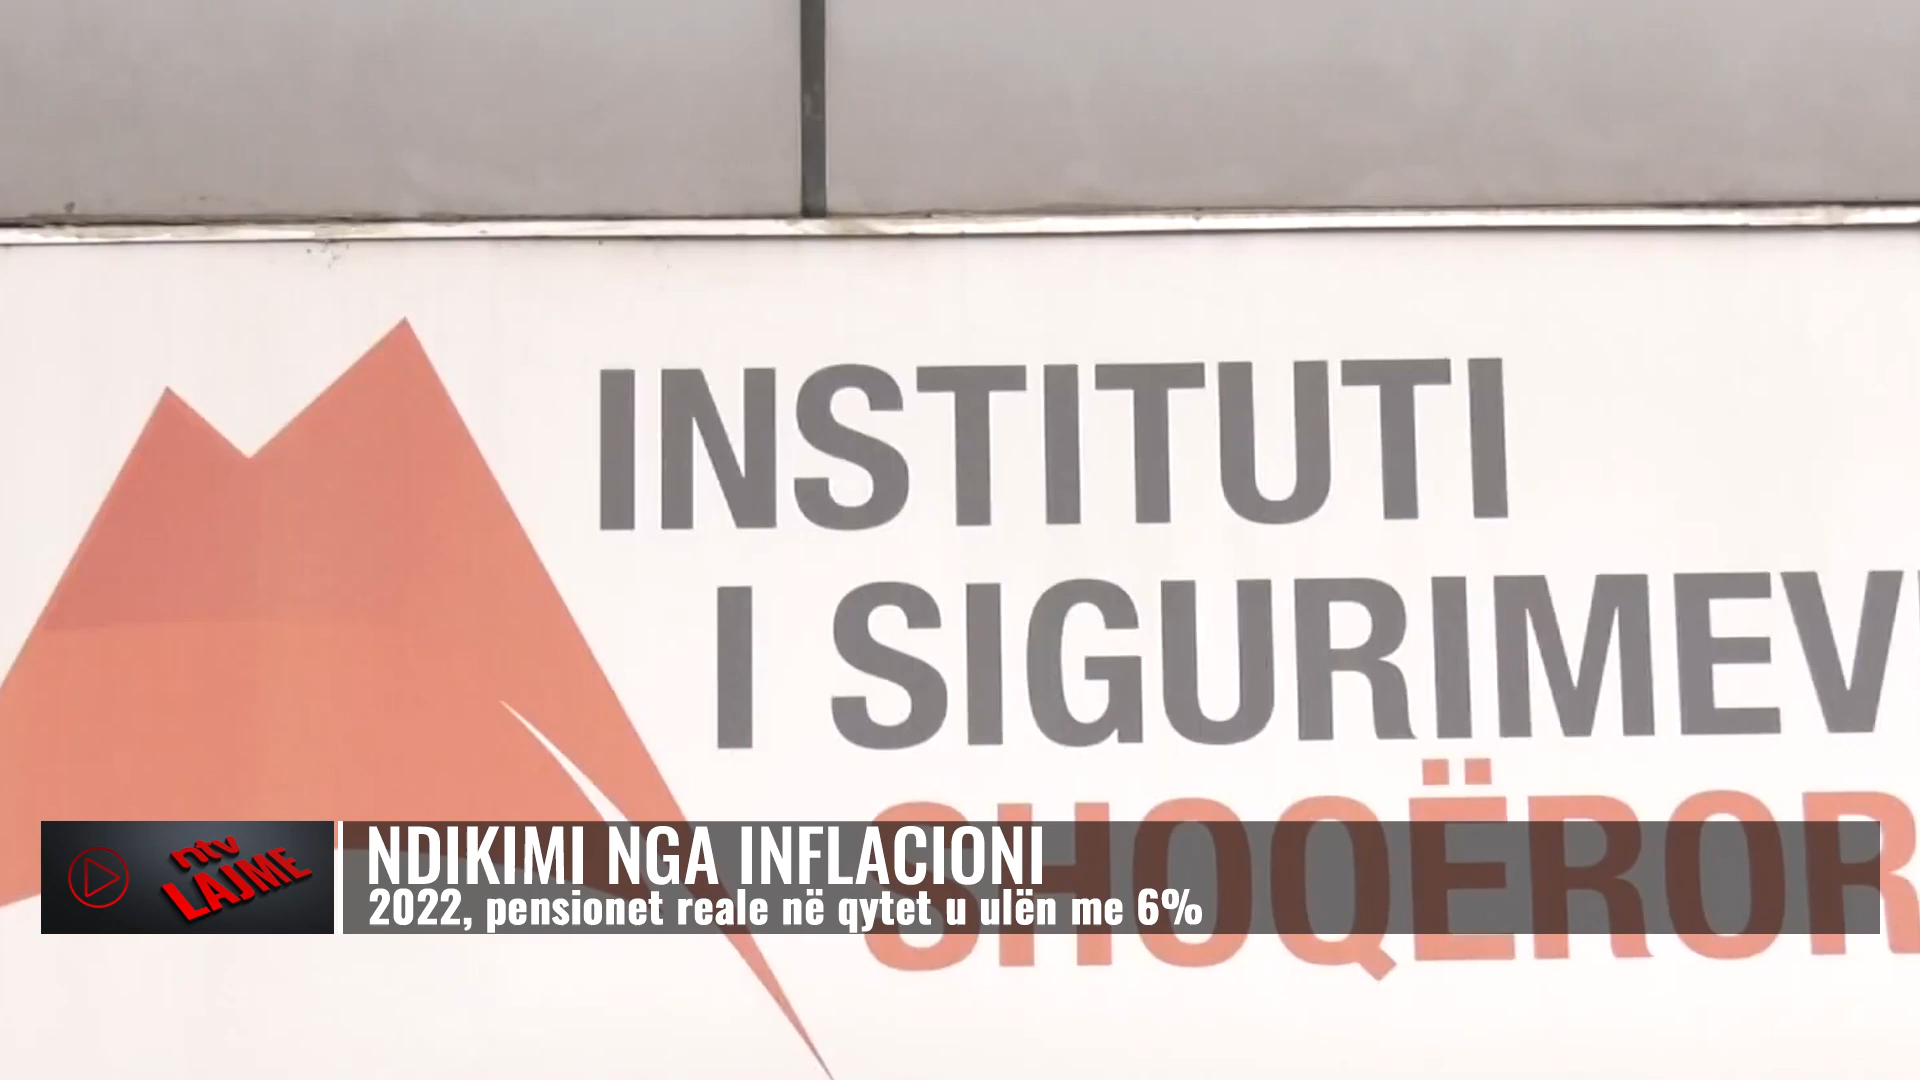 INSTITUTI
I SIGURIMEV
SHOQËROR
ntv
LAJME
NDIKIMI NGA INFLACIONI
2022, pensionet reale në qytet u ulën me 6%